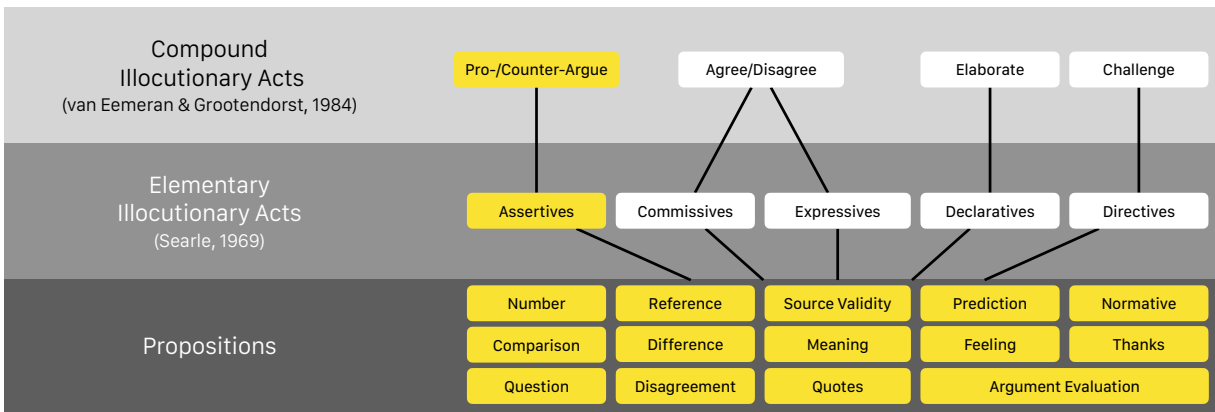 Compound
Illocutionary Acts
(van Eemeran & Grootendorst, 1984)
Pro-/Counter-Argue
Agree/Disagree
Elaborate
Challenge
Elementary
Illocutionary Acts
(Searle, 1969)
Assertives
Commissives
Expressives
Declaratives
Directives
Propositions
Number
Reference
Source Validity
Prediction
Normative
Comparison
Difference
Meaning
Feeling
Thanks
Question
Disagreement
Quotes
Argument Evaluation